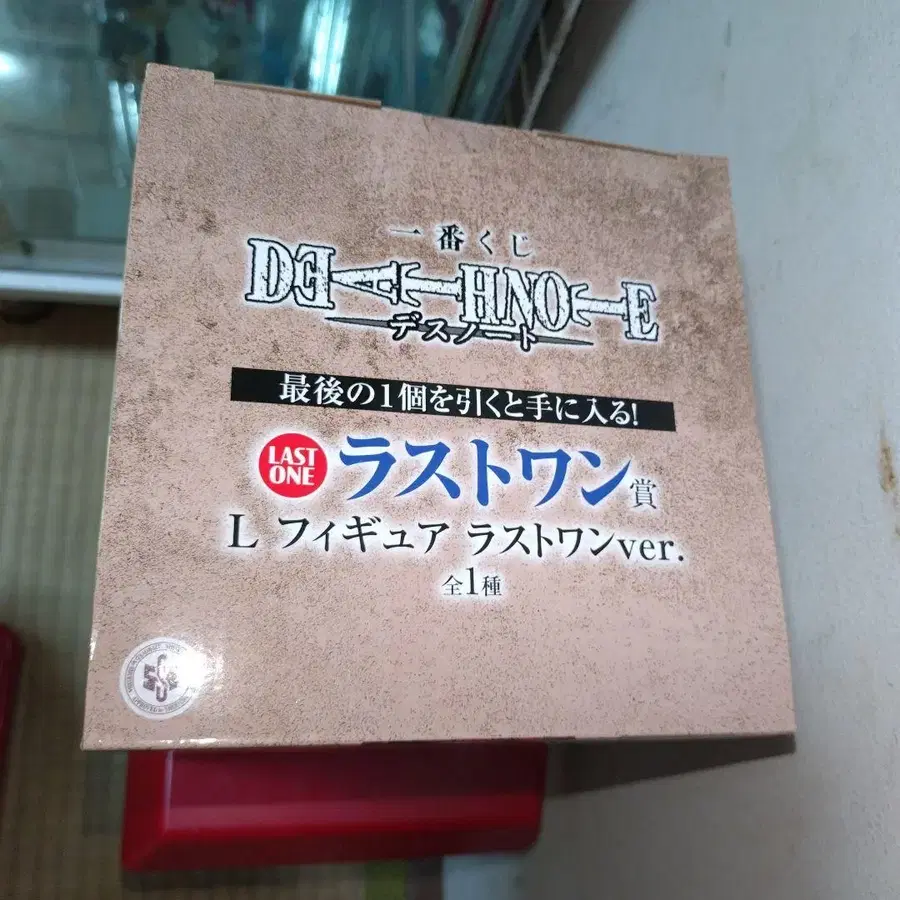 一番くじ
DEATHNOTE
デスノート
最後の1個を引くと手に入る!
LAST
ONE
ラストワン賞
L フィギュア ラストワンver.
全1種